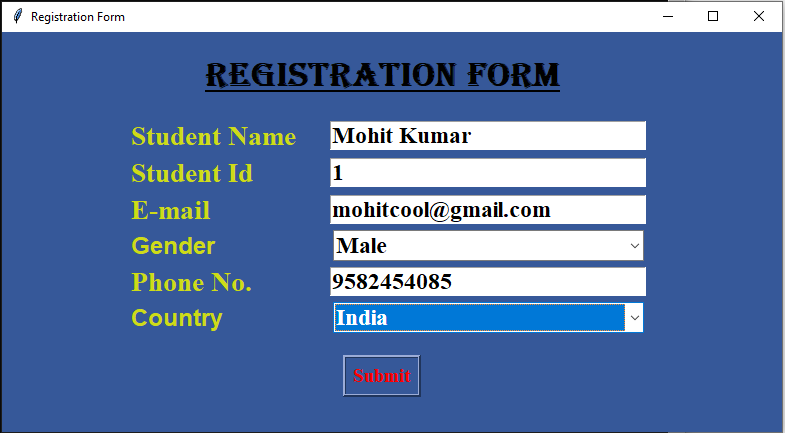 Registration Form
REGISTRATION FORM
Student Name Mohit Kumar
Student Id 1
E-mail mohitcool@gmail.com
Gender Male
Phone No. 9582454085
Country India
Submit